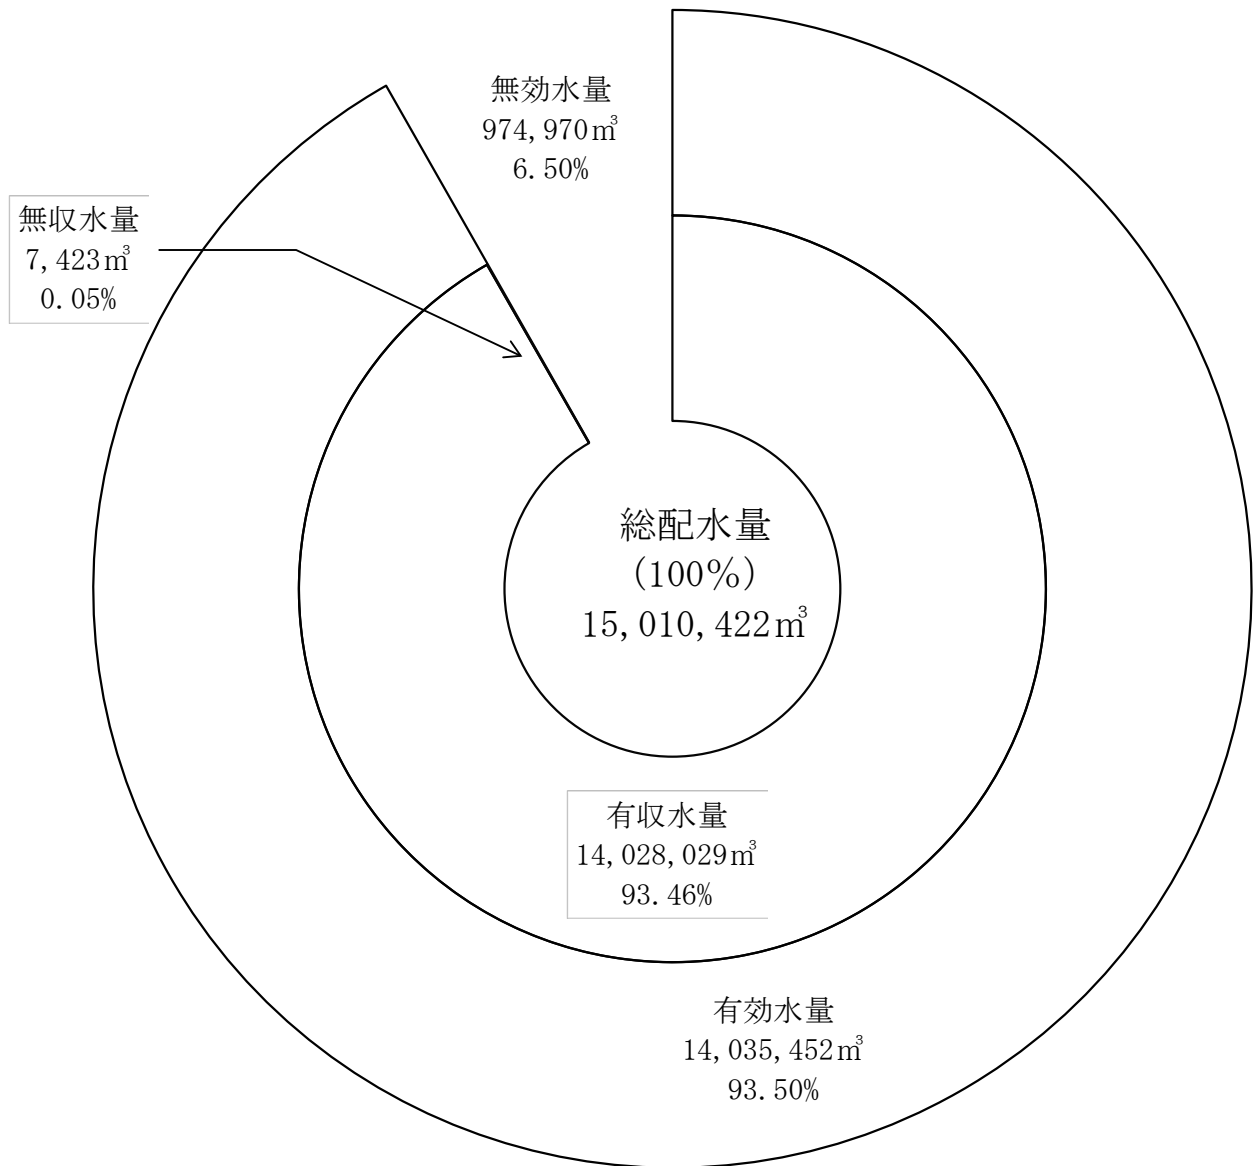 無効水量
974,970㎥
6.50%
無収水量
7,423㎥
0.05%
総配水量
(100%)
15,010,422㎥
有収水量
14,028,029㎥
93.46%
有効水量
14,035,452㎥
93.50%